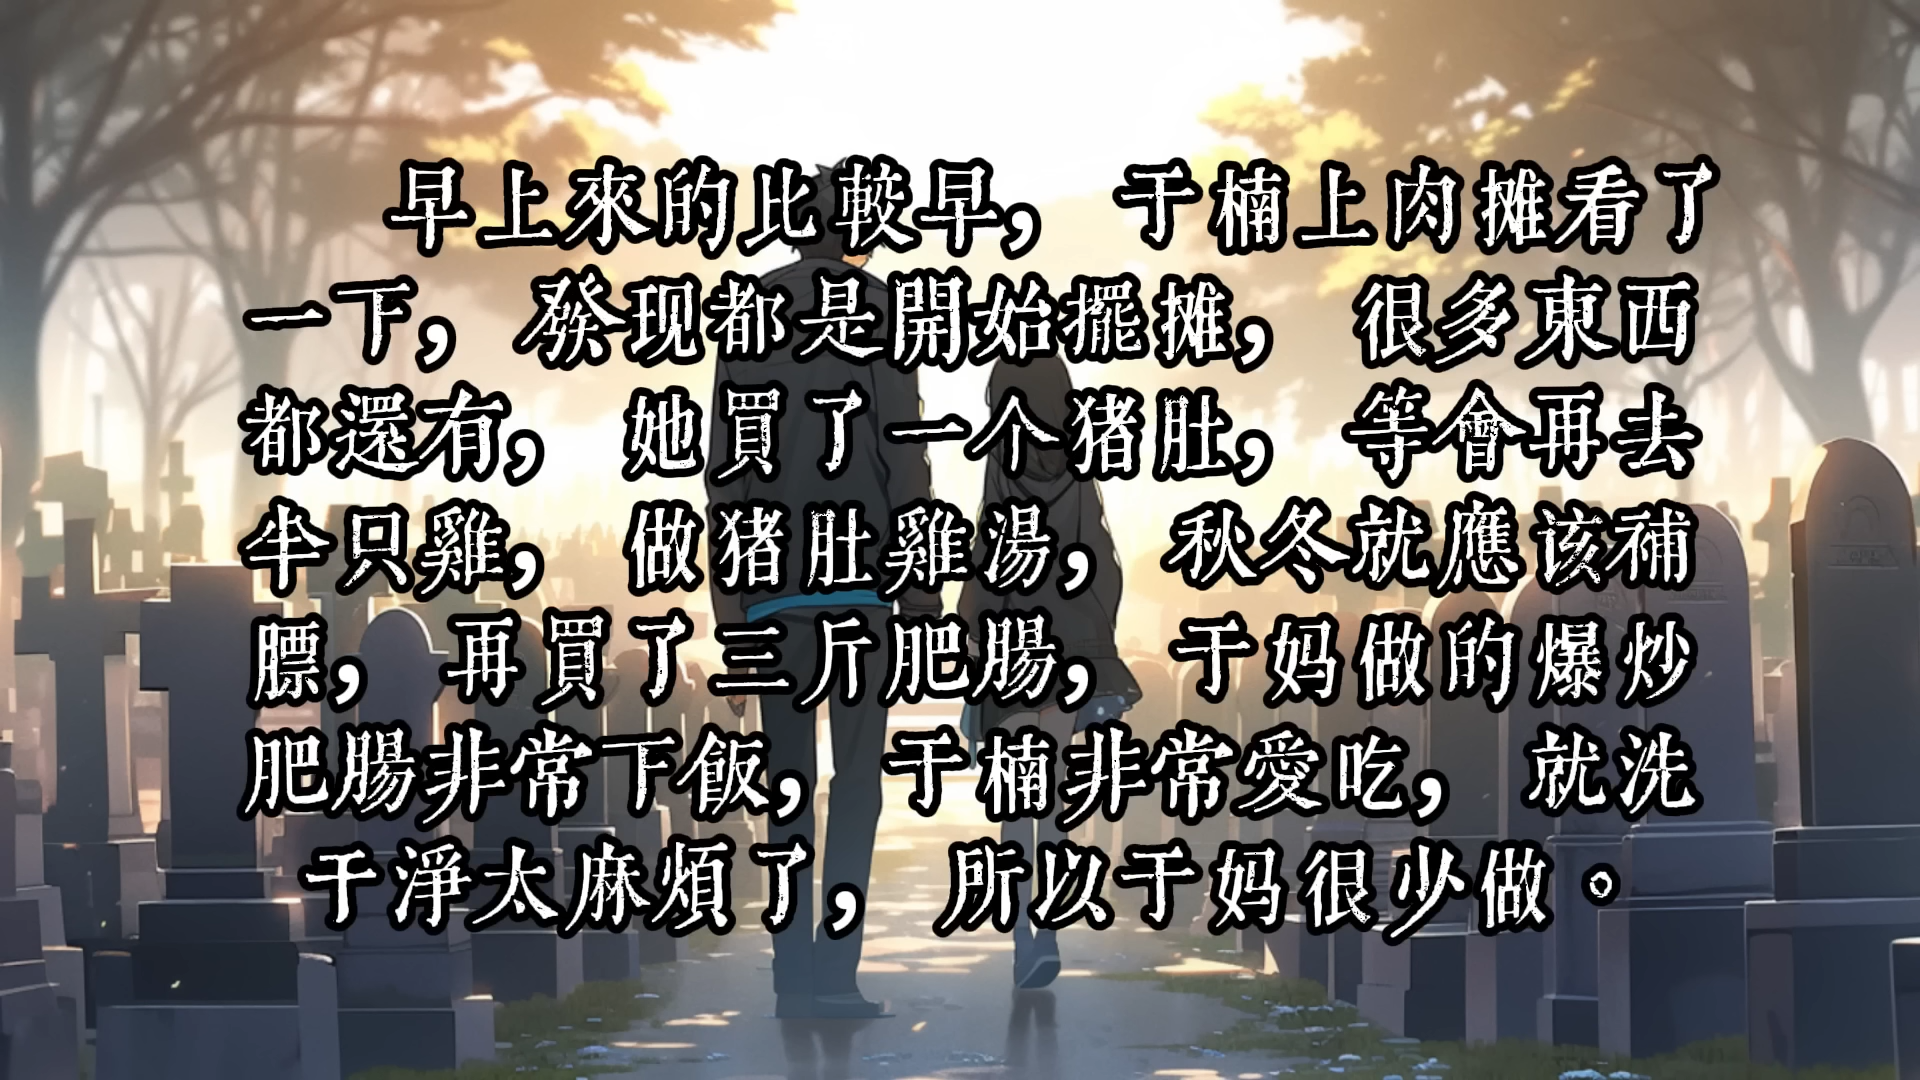 早上來的比較早，于楠上肉摊看了
一下，發现都是開始擺摊，很多東西
都還有，她買了一个猪肚，等會再去
半只雞，做猪肚雞湯，秋冬就應该補
膘，再買了三斤肥腸，于妈做的爆炒
肥腸非常下飯，于楠非常愛吃，就洗
干淨太麻煩了，所以于妈很少做。